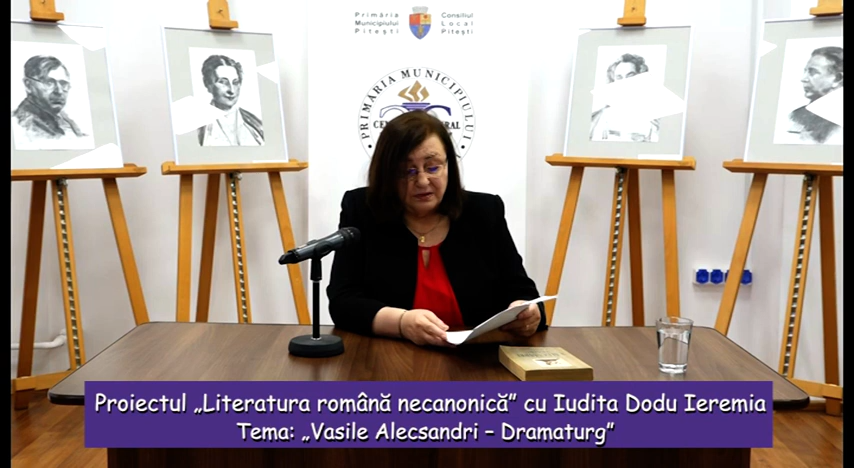 Primăria
Municipiului
Pitești
Consiliul
Local
Pitești
PRIMĂRIA MUNICIPIULUI
Proiectul „Literatura română necanonică” cu Iudita Dodu Ieremia
Tema: „Vasile Alecsandri – Dramaturg”